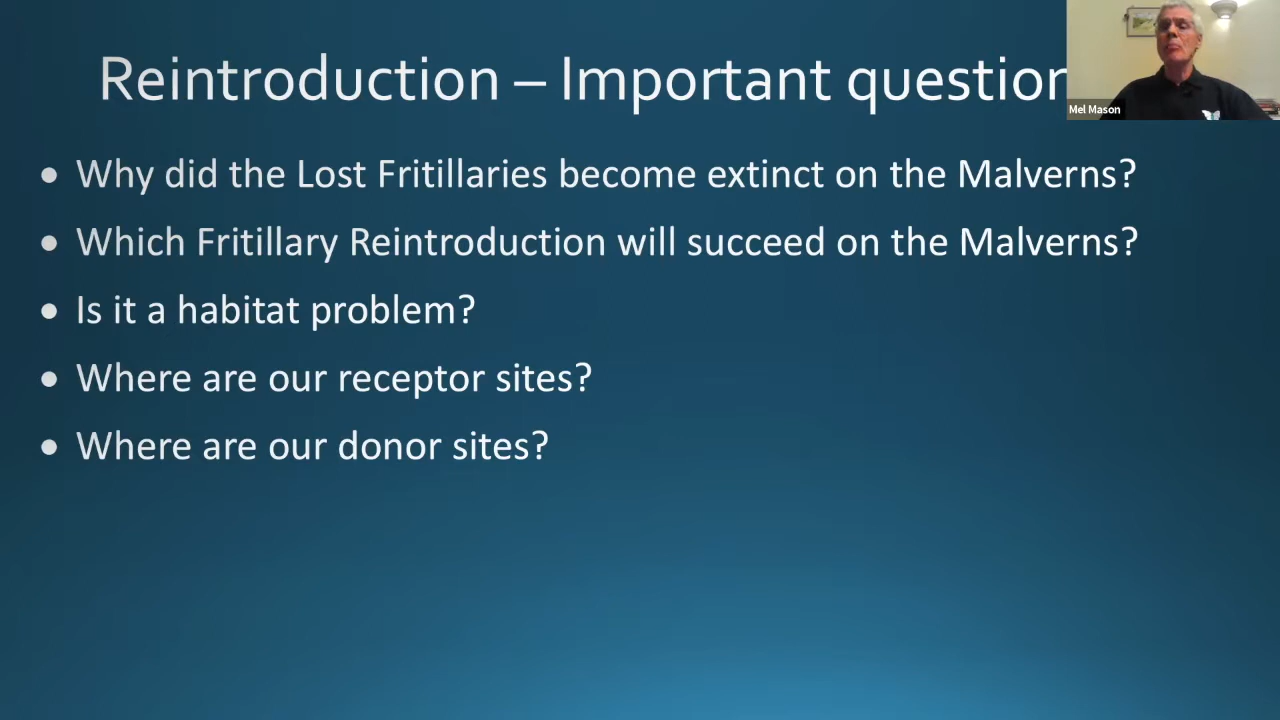 Reintroduction – Important question
Mel Mason
• Why did the Lost Fritillaries become extinct on the Malverns?
• Which Fritillary Reintroduction will succeed on the Malverns?
• Is it a habitat problem?
• Where are our receptor sites?
• Where are our donor sites?